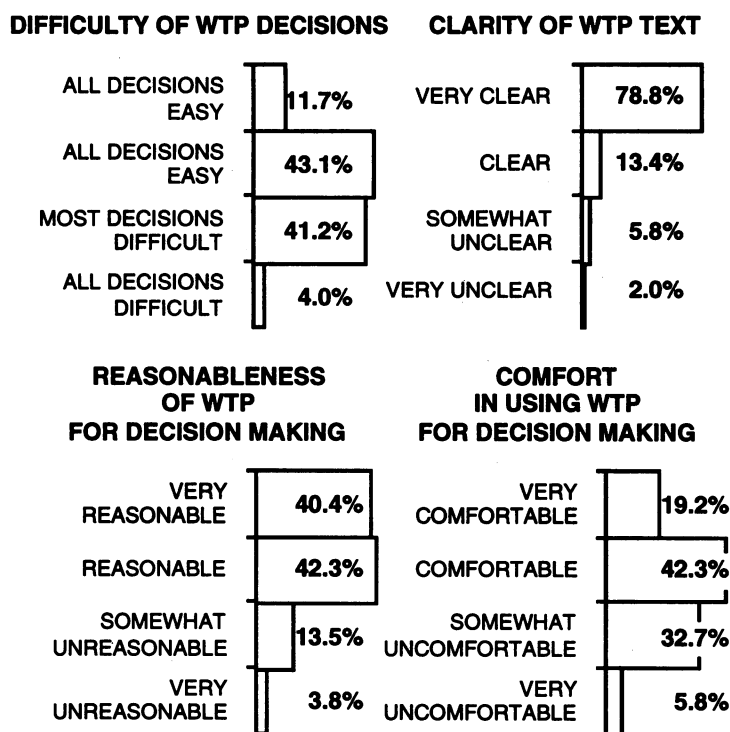 DIFFICULTY OF WTP DECISIONS
ALL DECISIONS
EASY
11.7%
ALL DECISIONS
EASY
43.1%
MOST DECISIONS
DIFFICULT
41.2%
ALL DECISIONS
DIFFICULT
4.0%
CLARITY OF WTP TEXT
VERY CLEAR
78.8%
CLEAR
13.4%
SOMEWHAT
UNCLEAR
5.8%
VERY UNCLEAR
2.0%
REASONABLENESS
OF WTP
FOR DECISION MAKING
VERY
REASONABLE
40.4%
REASONABLE
42.3%
SOMEWHAT
UNREASONABLE
13.5%
VERY
UNREASONABLE
3.8%
COMFORT
IN USING WTP
FOR DECISION MAKING
VERY
COMFORTABLE
19.2%
COMFORTABLE
42.3%
SOMEWHAT
UNCOMFORTABLE
32.7%
VERY
UNCOMFORTABLE
5.8%